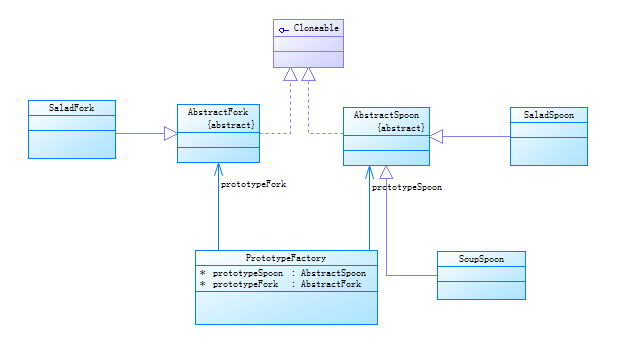 Cloneable
SaladFork
AbstractFork
{abstract}
AbstractSpoon
{abstract}
SaladSpoon
prototypeFork
prototypeSpoon
PrototypeFactory
* prototypeSpoon : AbstractSpoon
* prototypeFork : AbstractFork
SoupSpoon